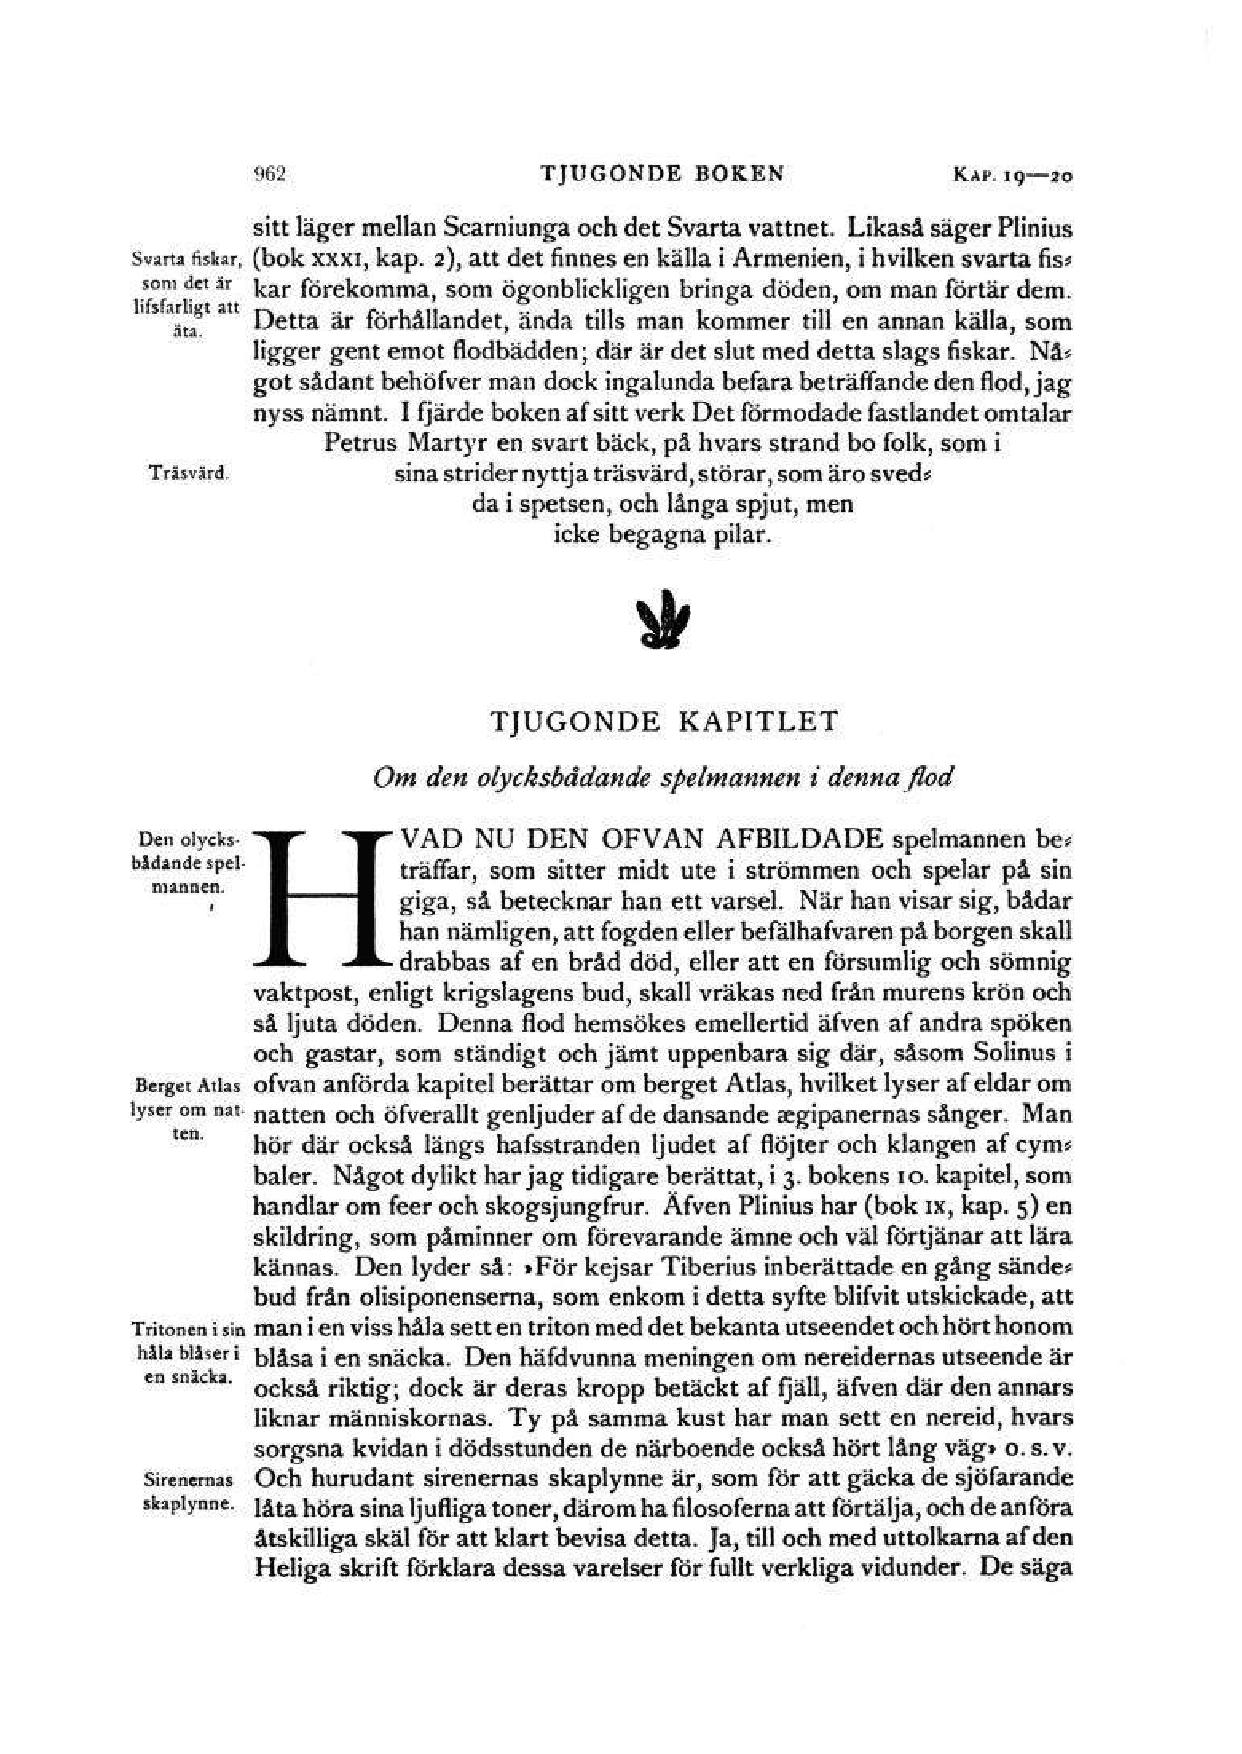 962 TJUGONDE BOKEN KAP. 19—20
sitt läger mellan Scarniunga och det Svarta vattnet. Likaså säger Plinius
Svarta fiskar, som det är lifsfarligt att äta.
(bok XXXI, kap. 2), att det finnes en källa i Armenien, i hvilken svarta fis-
kar förekomma, som ögonblickligen bringa döden, om man förtär dem.
Detta är förhållandet, ända tills man kommer till en annan källa, som
ligger gent emot flodbädden; där är det slut med detta slags fiskar. Nå-
got sådant behöfver man dock ingalunda befara beträffande den flod, jag
nyss nämnt. I fjärde boken af sitt verk Det förmodade fastlandet omtalar
Petrus Martyr en svart bäck, på hvars strand bo folk, som i
Träsvärd.
sina strider nyttja träsvärd, störar, som äro sved-
da i spetsen, och långa spjut, men
icke begagna pilar.
TJUGONDE KAPITLET
Om den olycksbådande spelmannen i denna flod
Den olycks-
bådande spel-
mannen.
HVAD NU DEN OFVAN AFBILDADE spelmannen be-
träffar, som sitter midt ute i strömmen och spelar på sin
giga, så betecknar han ett varsel. När han visar sig, bådar
han nämligen, att fogden eller befälhafvaren på borgen skall
drabbas af en bråd död, eller att en försumlig och sömnig
vaktpost, enligt krigslagens bud, skall vräkas ned från murens krön och
så ljuta döden. Denna flod hemsökes emellertid äfven af andra spöken
och gastar, som ständigt och jämt uppenbara sig där, såsom Solinus i
Berget Atlas
lyser om nat-
ten.
ofvan anförda kapitel berättar om berget Atlas, hvilket lyser af eldar om
natten och öfverallt genljuder af de dansande ægipanernas sånger. Man
hör där också längs hafsstranden ljudet af flöjter och klangen af cym-
baler. Något dylikt har jag tidigare berättat, i 3. bokens 10. kapitel, som
handlar om feer och skogsjungfrur. Äfven Plinius har (bok IX, kap. 5) en
skildring, som påminner om förevarande ämne och väl förtjänar att lära
kännas. Den lyder så: »För kejsar Tiberius inberättade en gång sände-
bud från olisiponenserna, som enkom i detta syfte blifvit utskickade, att
Tritonen i sin
håla blåser i
en snäcka.
man i en viss håla sett en triton med det bekanta utseendet och hört honom
blåsa i en snäcka. Den häfdvunna meningen om nereidernas utseende är
också riktig; dock är deras kropp betäckt af fjäll, äfven där den annars
liknar människornas. Ty på samma kust har man sett en nereid, hvars
sorgsna kvidan i dödsstunden de närboende också hört lång väg» o. s. v.
Sirenernas
skaplynne.
Och hurudant sirenernas skaplynne är, som för att gäcka de sjöfarande
låta höra sina ljufliga toner, därom ha filosoferna att förtälja, och de anföra
åtskilliga skäl för att klart bevisa detta. Ja, till och med uttolkarna af den
Heliga skrift förklara dessa varelser för fullt verkliga vidunder. De säga